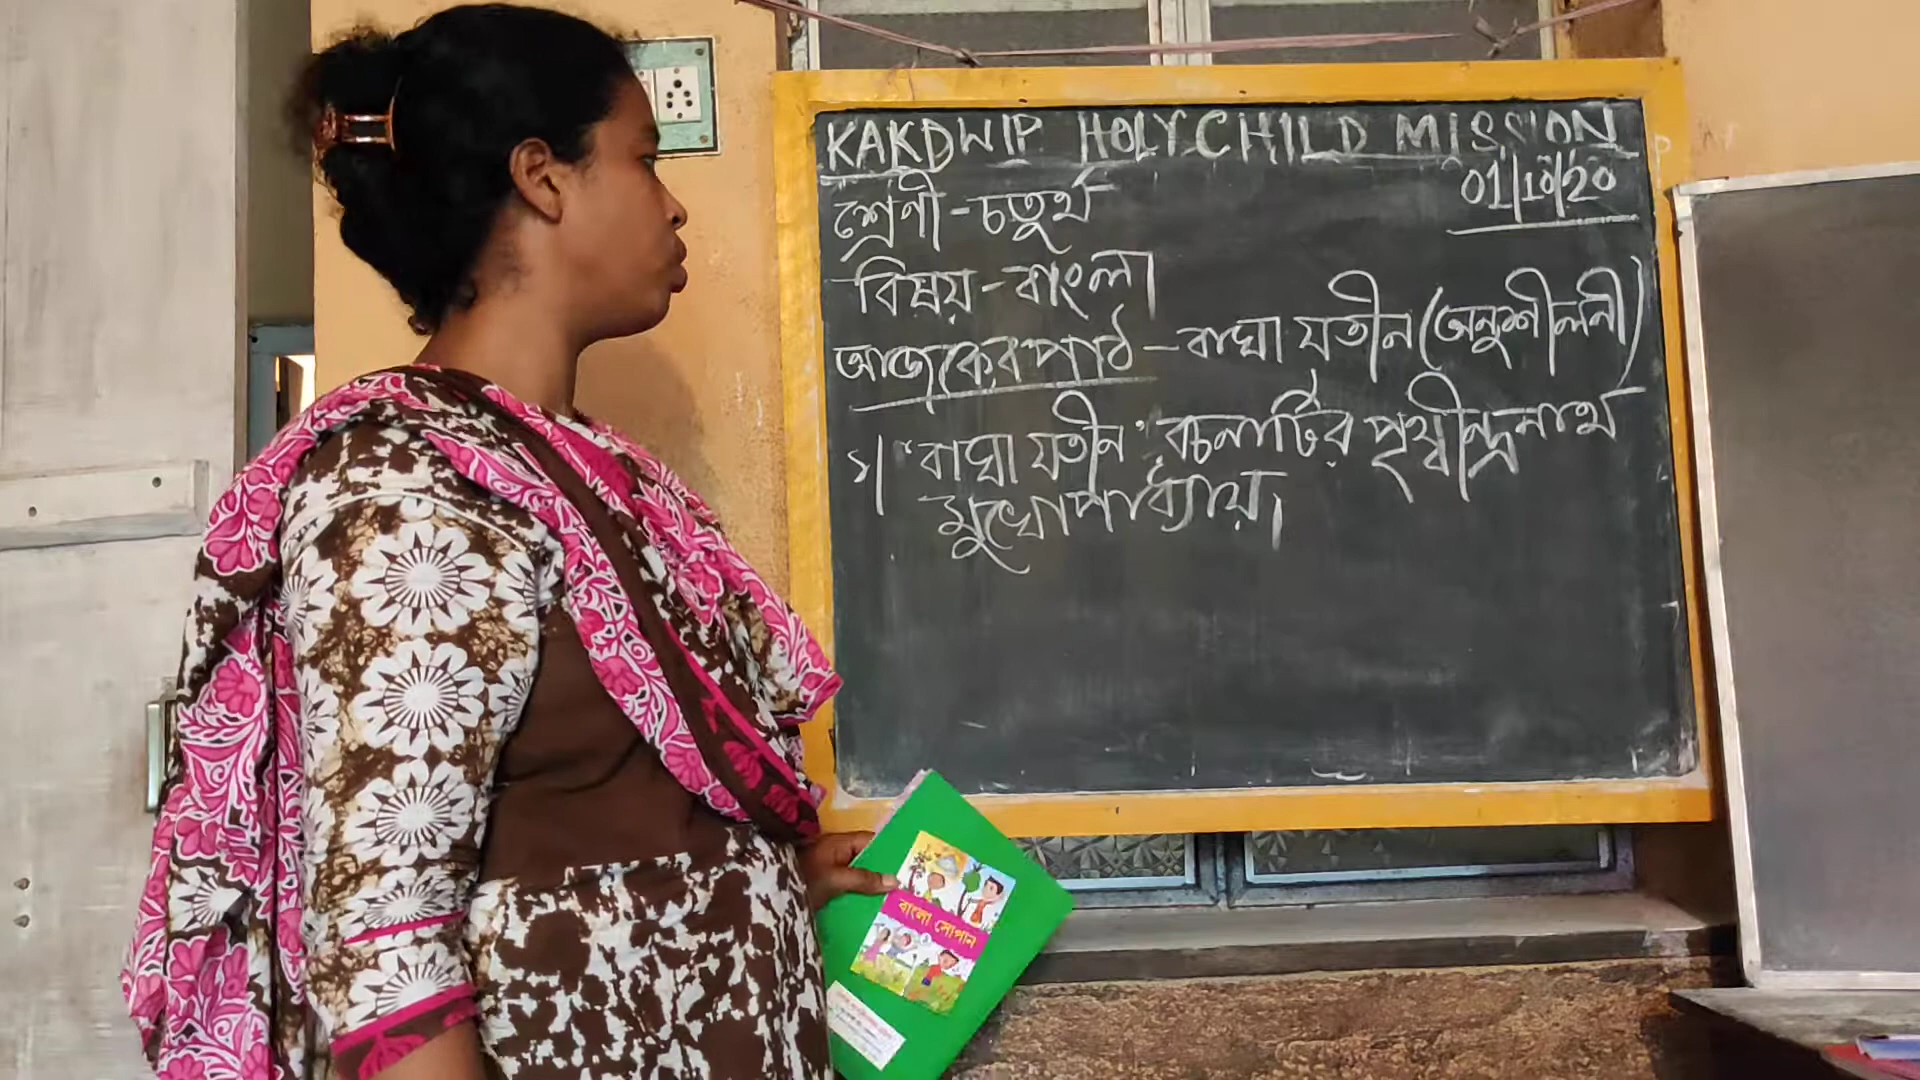 KAKDWIP HOLY CHILD MISSION
01/10/20
শ্রেণী - চতুর্থ
বিষয় - বাংলা
আজকের পাঠ - বাঘা যতীন (অনুশীলনী)
১। 'বাঘা যতীন' রচনাটির পৃথ্বীন্দ্রনাথ
মুখোপাধ্যায়।
বাংলা সোপান